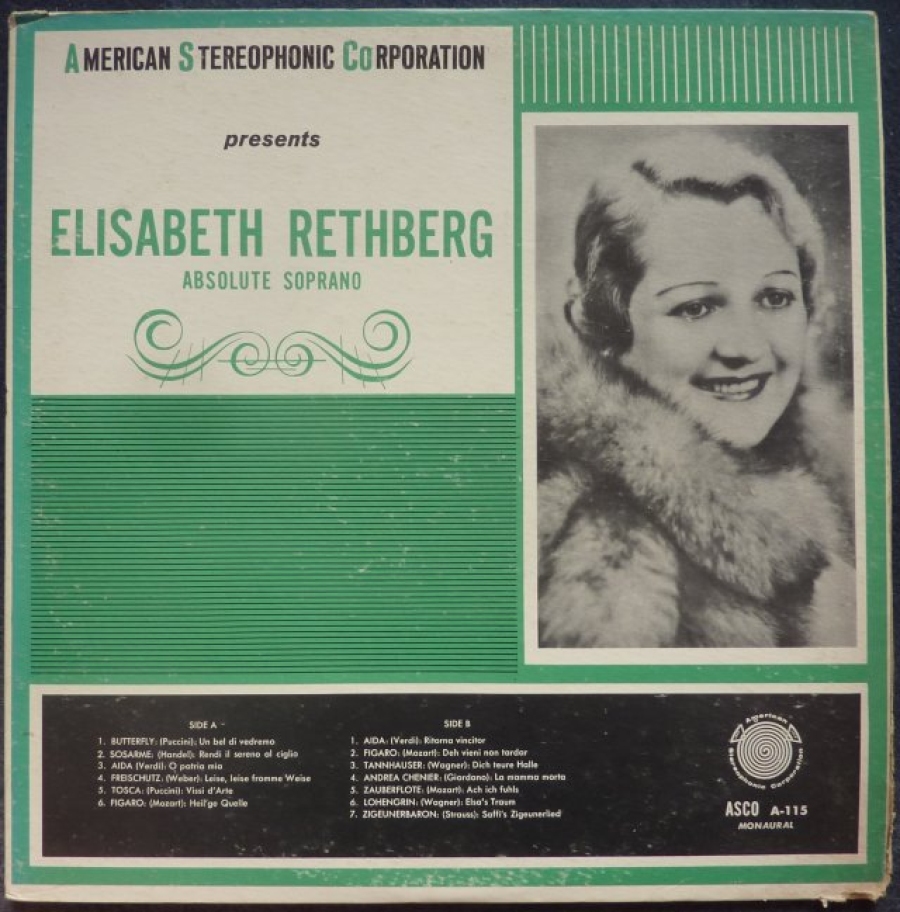 AMERICAN STEREOPHONIC CORPORATION
presents
ELISABETH RETHBERG
ABSOLUTE SOPRANO
SIDE A
1. BUTTERFLY: (Puccini): Un bel di vedremo
2. SOSARME: (Handel): Rendi il sereno al ciglio
3. AIDA (Verdi): O patria mia
4. FREISCHUTZ: (Weber): Leise, leise fromme Weise
5. TOSCA: (Puccini): Vissi d'Arte
6. FIGARO: (Mozart): Heil'ge Quelle
SIDE B
1. AIDA: (Verdi): Ritorna vincitor
2. FIGARO: (Mozart): Deh vieni non tardar
3. TANNHAUSER: (Wagner): Dich teure Halle
4. ANDREA CHENIER: (Giordano): La mamma morta
5. ZAUBERFLOTE: (Mozart): Ach ich fuhls
6. LOHENGRIN: (Wagner): Elsa's Traum
7. ZIGEUNERBARON: (Strauss): Saffi's Zigeunerlied
American
Stereophonic Corporation
ASCO A-115
MONAURAL